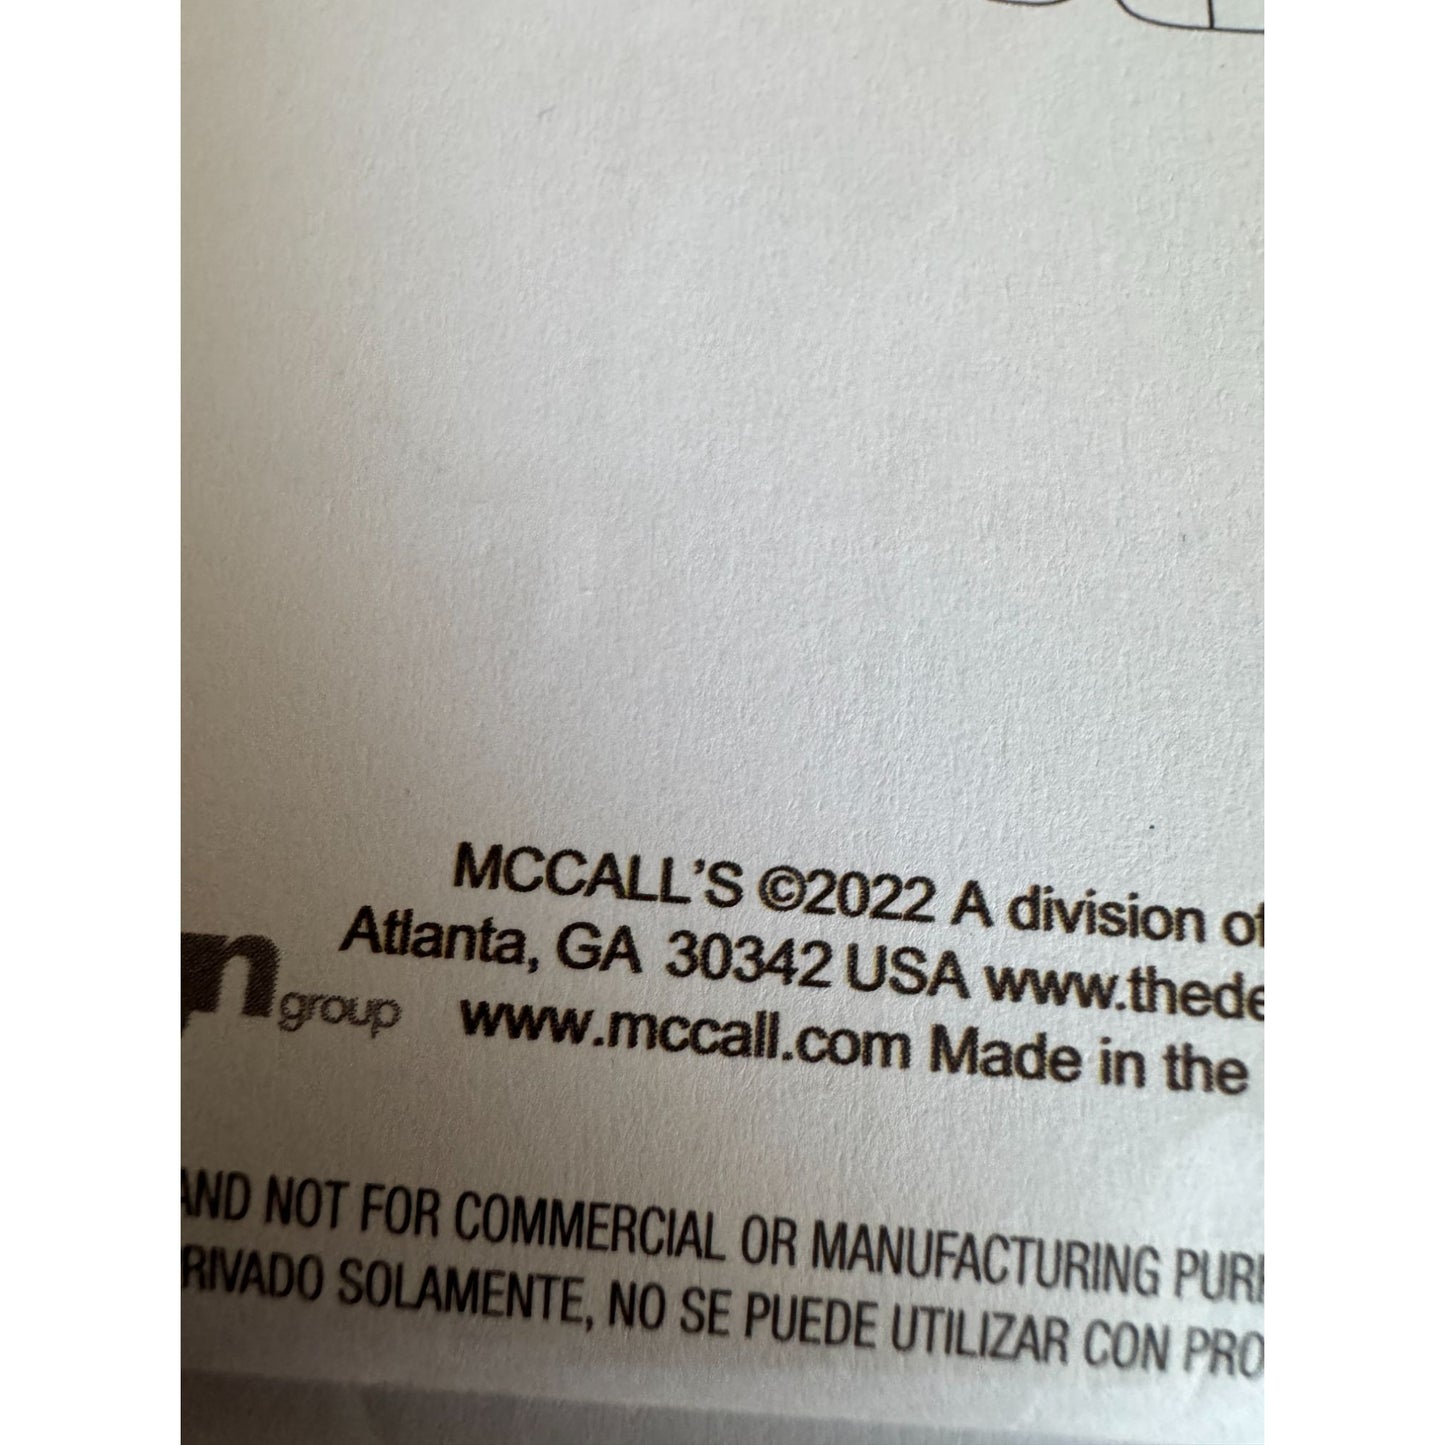 MCCALL'S ©2022 A division of
Atlanta, GA 30342 USA www.thede
group www.mccall.com Made in the
AND NOT FOR COMMERCIAL OR MANUFACTURING PUR
RIVADO SOLAMENTE, NO SE PUEDE UTILIZAR CON PRO